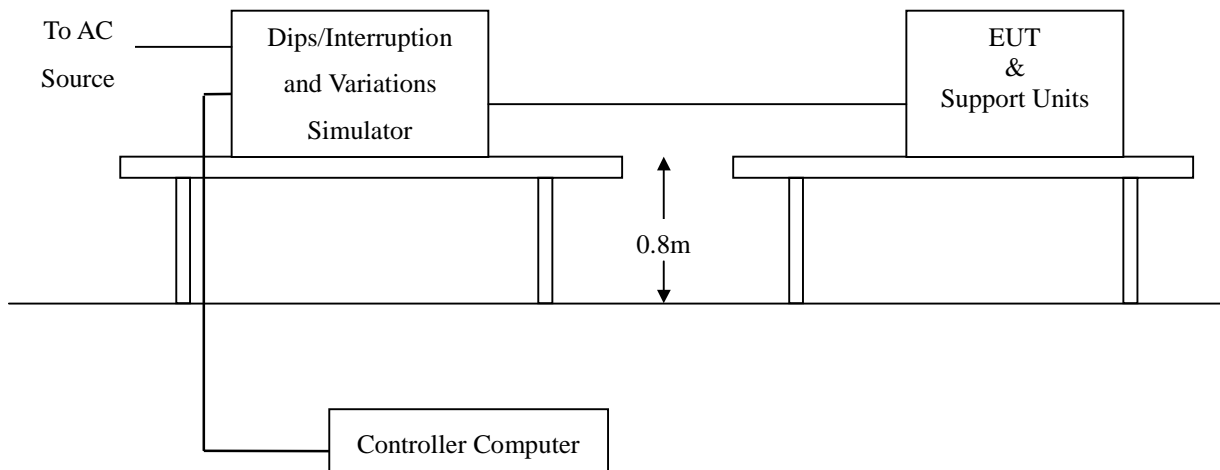 To AC
Source
Dips/Interruption
and Variations
Simulator
EUT
&
Support Units
0.8m
Controller Computer